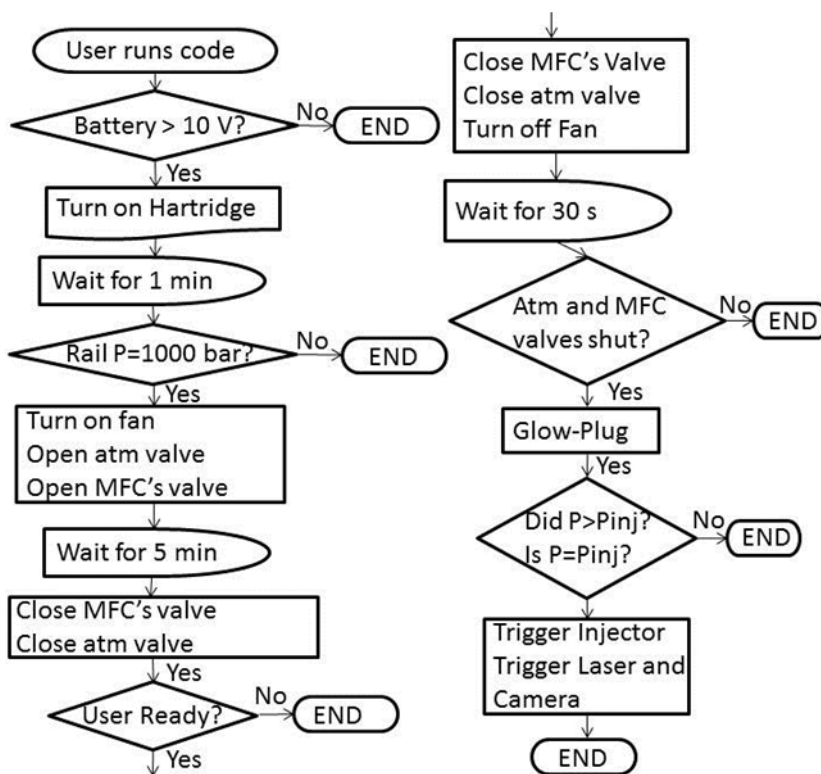 User runs code
Battery > 10 V?
No
END
Yes
Turn on Hartridge
Wait for 1 min
Rail P=1000 bar?
No
END
Yes
Turn on fan
Open atm valve
Open MFC's valve
Wait for 5 min
Close MFC's valve
Close atm valve
Yes
User Ready?
No
END
Yes
Close MFC's Valve
Close atm valve
Turn off Fan
Wait for 30 s
Atm and MFC
valves shut?
No
END
Yes
Glow-Plug
Yes
Did P>Pinj?
Is P=Pinj?
No
END
Trigger Injector
Trigger Laser and
Camera
END